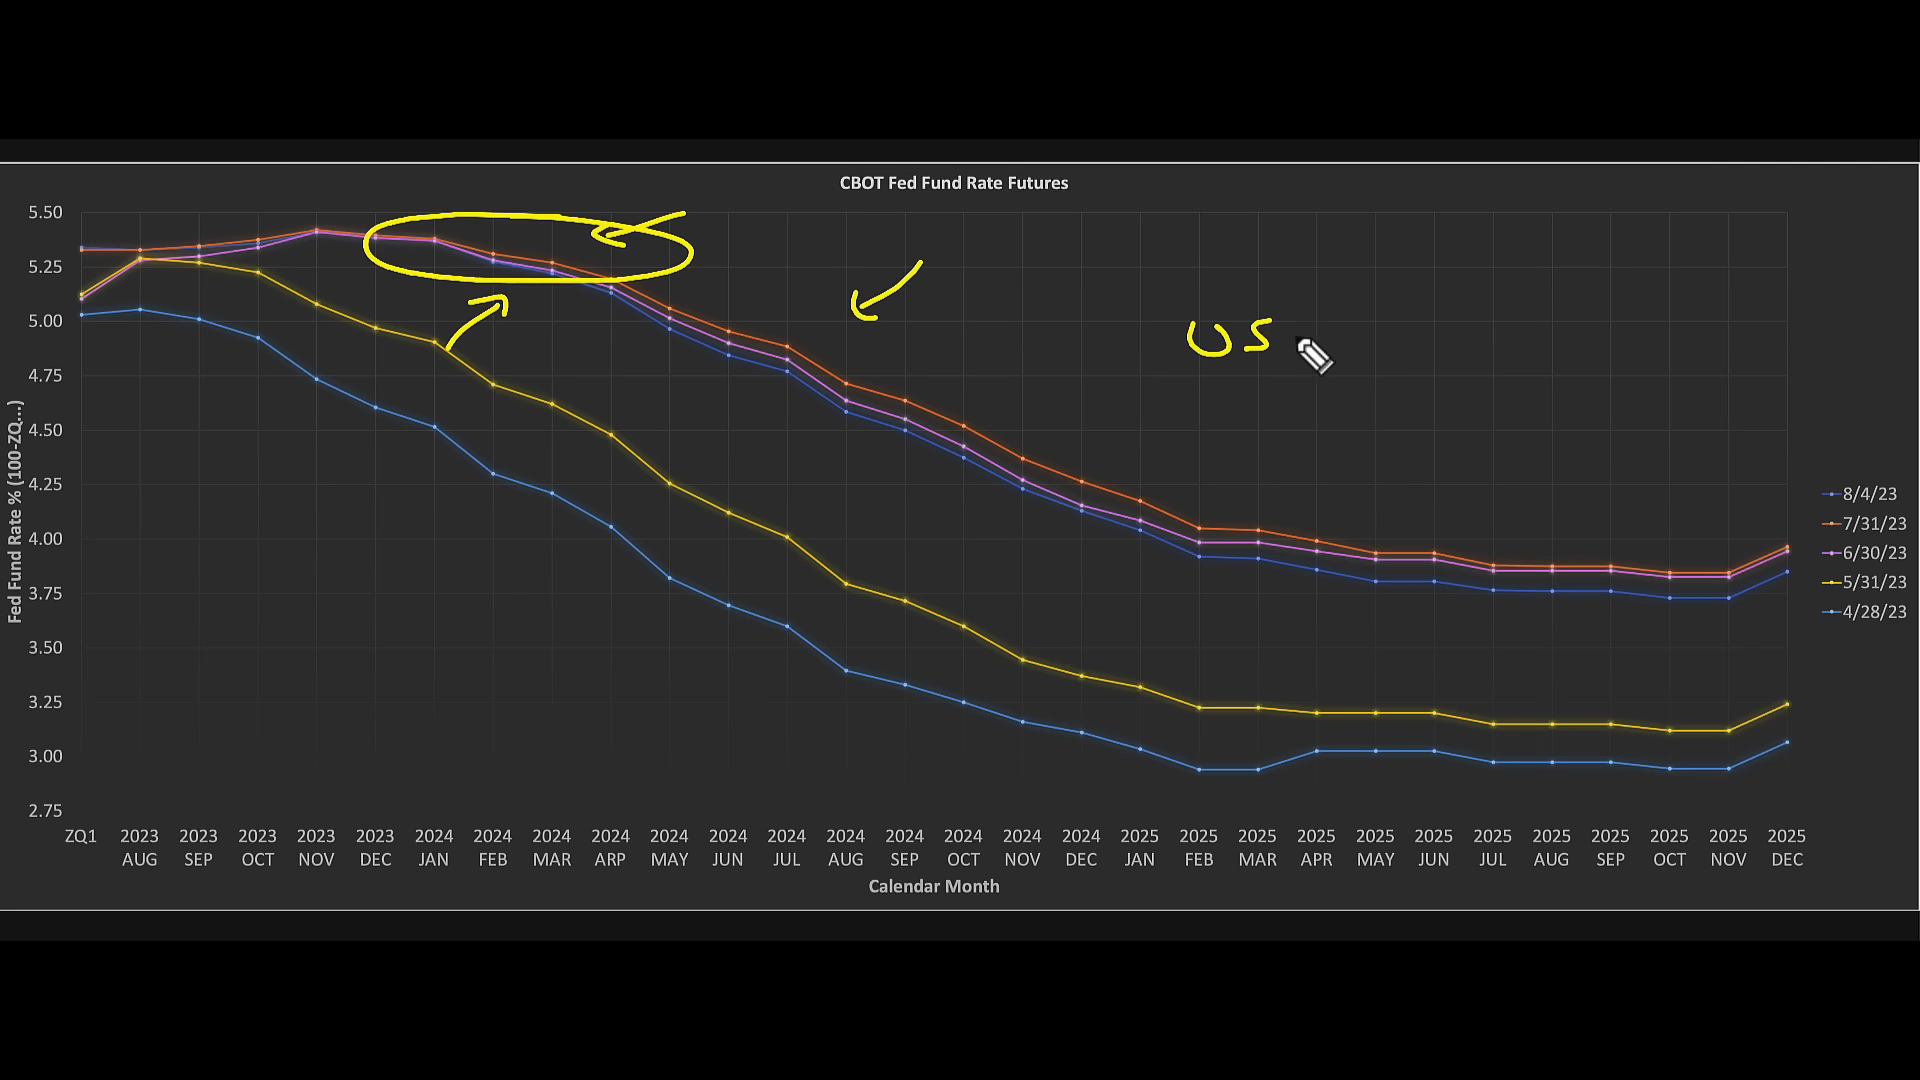 CBOT Fed Fund Rate Futures
5.50
5.25
5.00
4.75
4.50
4.25
4.00
3.75
3.50
3.25
3.00
2.75
Fed Fund Rate % (100-ZQ...)
US
8/4/23
7/31/23
6/30/23
5/31/23
4/28/23
ZQ1 2023 2023 2023 2023 2023 2024 2024 2024 2024 2024 2024 2024 2024 2024 2024 2024 2024 2025 2025 2025 2025 2025 2025 2025 2025 2025 2025 2025 2025
AUG SEP OCT NOV DEC JAN FEB MAR ARP MAY JUN JUL AUG SEP OCT NOV DEC JAN FEB MAR APR MAY JUN JUL AUG SEP OCT NOV DEC
Calendar Month